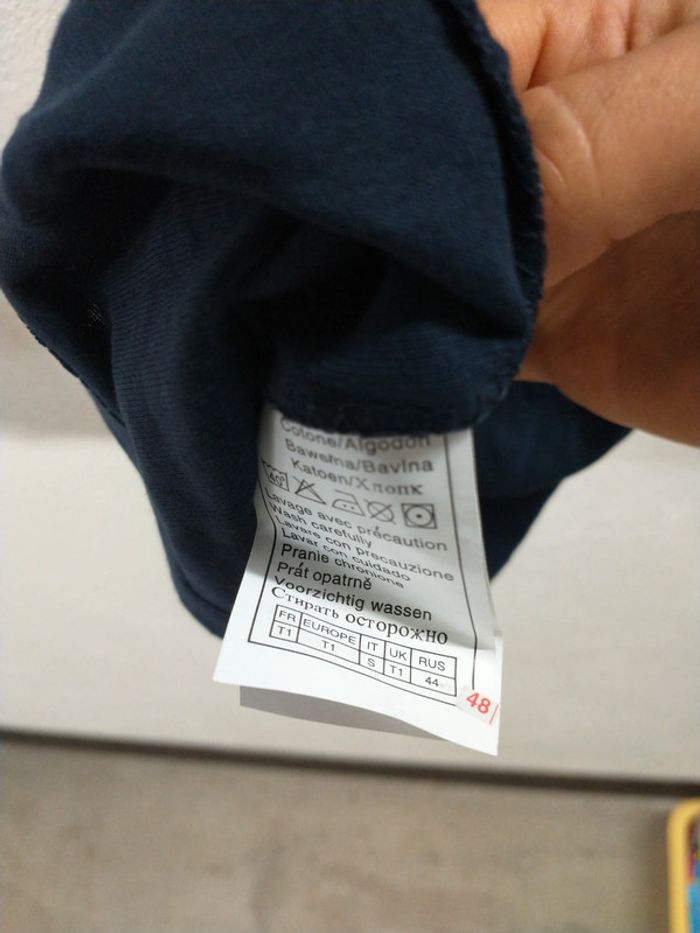 Cotone/Algodón
Bawełna/Bavlna
Katoen/Хлопк
40°
Lavage avec précaution
Wash carefully
Lavare con precauzione
Lavar con cuidado
Pranie chronione
Prát opatrně
Voorzichtig wassen
Стирать осторожно
FR EUROPE IT UK RUS
T1 T1 S T1 44
48